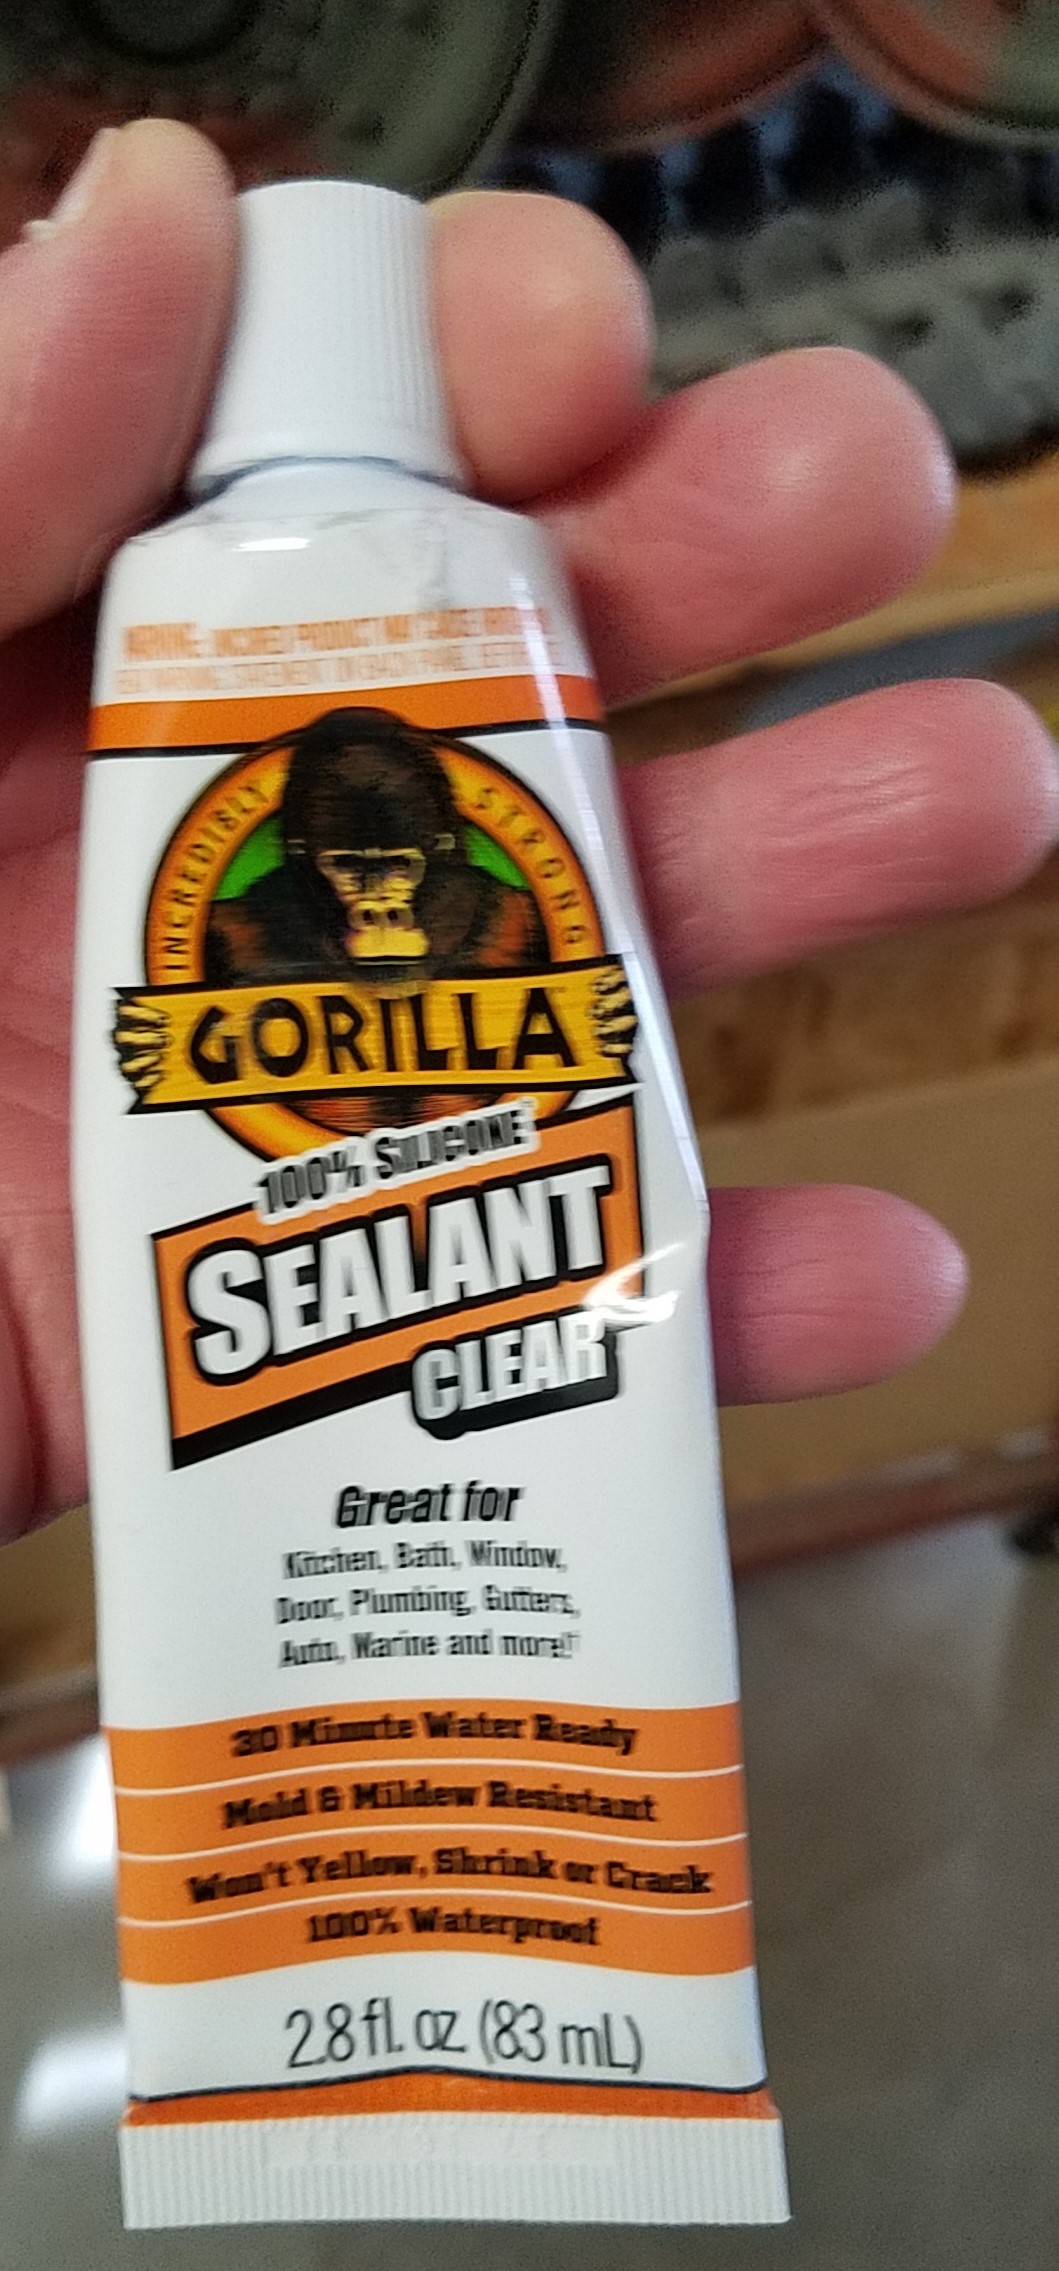 INCREDIBLY STRONG
GORILLA
100% SILICONE
SEALANT
CLEAR
Great for
Kitchen, Bath, Window,
Door, Plumbing, Gutters,
Auto, Marine and more!†
30 Minute Water Ready
Mold & Mildew Resistant
Won't Yellow, Shrink or Crack
100% Waterproof
2.8 fl. oz (83 mL)